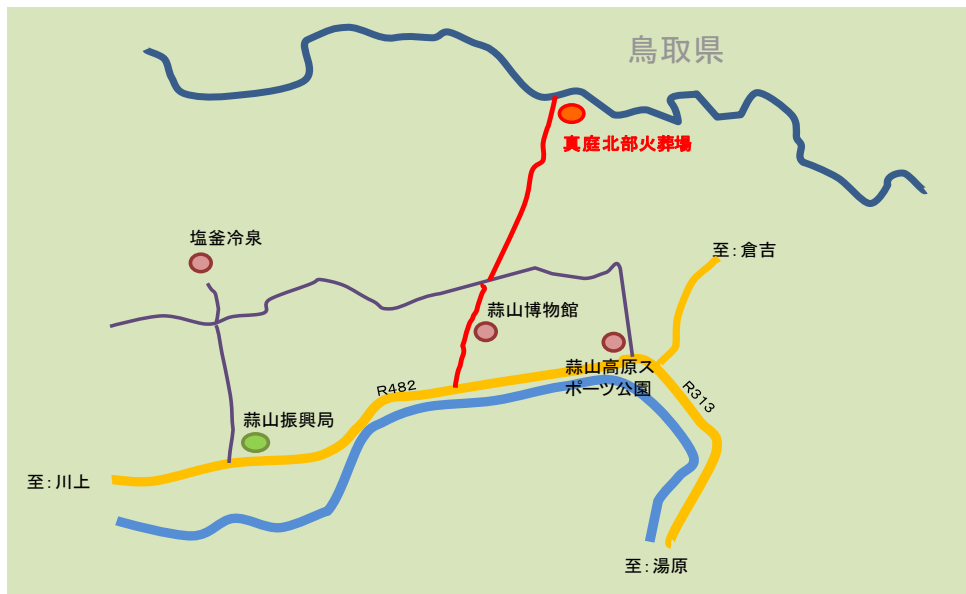 鳥取県
真庭北部火葬場
塩釜冷泉
至：倉吉
蒜山博物館
蒜山高原ス
ポーツ公園
R482
R313
蒜山振興局
至：川上
至：湯原